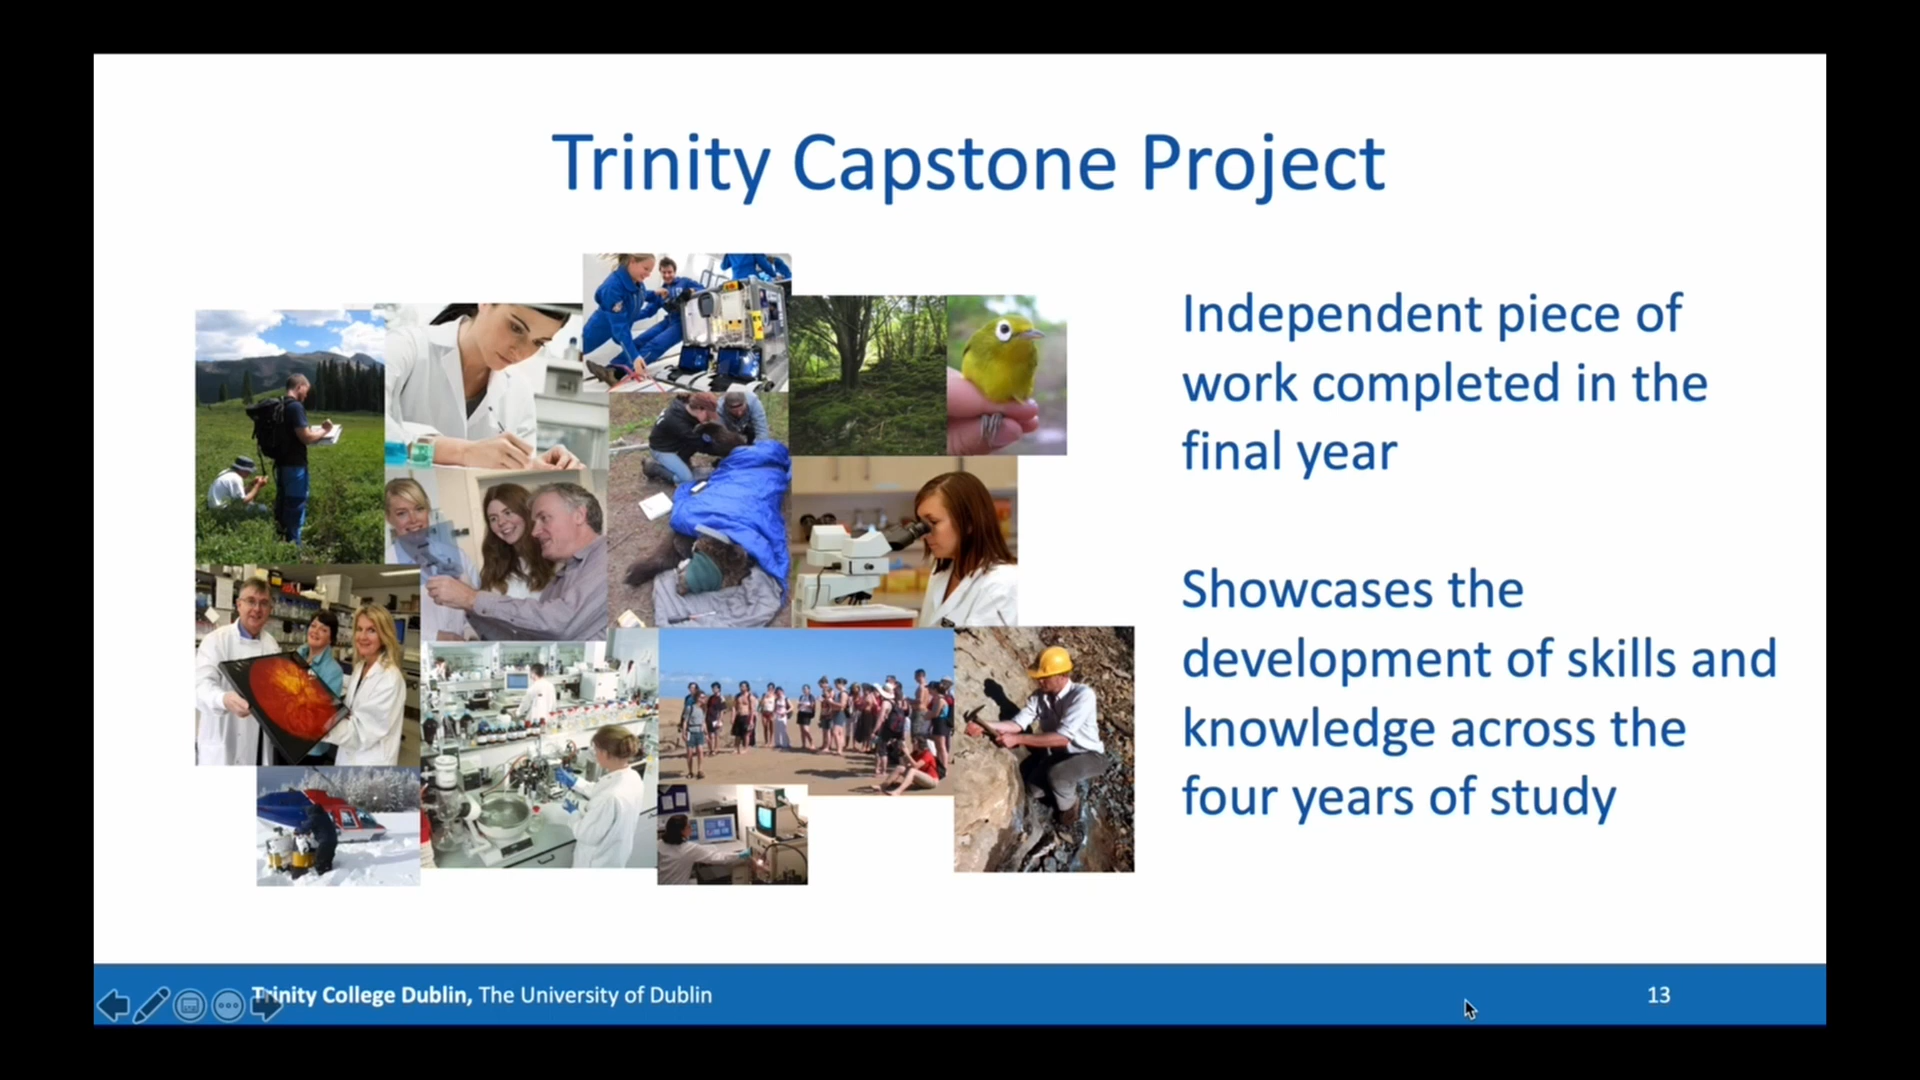 Trinity Capstone Project
Independent piece of
work completed in the
final year
Showcases the
development of skills and
knowledge across the
four years of study
Trinity College Dublin, The University of Dublin
13